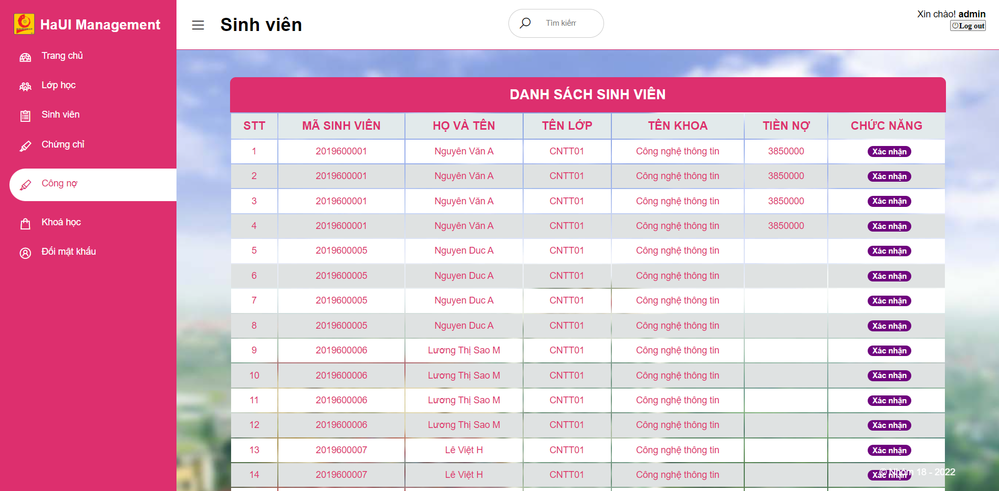 HaUI Management
Trang chủ
Lớp học
Sinh viên
Chứng chỉ
Công nợ
Khoá học
Đổi mật khẩu
Sinh viên
Tìm kiếm
Xin chào! admin
Log out
DANH SÁCH SINH VIÊN
STT MÃ SINH VIÊN HỌ VÀ TÊN TÊN LỚP TÊN KHOA TIỀN NỢ CHỨC NĂNG
1 2019600001 Nguyên Văn A CNTT01 Công nghệ thông tin 3850000 Xác nhận
2 2019600001 Nguyên Văn A CNTT01 Công nghệ thông tin 3850000 Xác nhận
3 2019600001 Nguyên Văn A CNTT01 Công nghệ thông tin 3850000 Xác nhận
4 2019600001 Nguyên Văn A CNTT01 Công nghệ thông tin 3850000 Xác nhận
5 2019600005 Nguyen Duc A CNTT01 Công nghệ thông tin Xác nhận
6 2019600005 Nguyen Duc A CNTT01 Công nghệ thông tin Xác nhận
7 2019600005 Nguyen Duc A CNTT01 Công nghệ thông tin Xác nhận
8 2019600005 Nguyen Duc A CNTT01 Công nghệ thông tin Xác nhận
9 2019600006 Lương Thị Sao M CNTT01 Công nghệ thông tin Xác nhận
10 2019600006 Lương Thị Sao M CNTT01 Công nghệ thông tin Xác nhận
11 2019600006 Lương Thị Sao M CNTT01 Công nghệ thông tin Xác nhận
12 2019600006 Lương Thị Sao M CNTT01 Công nghệ thông tin Xác nhận
13 2019600007 Lê Việt H CNTT01 Công nghệ thông tin Xác nhận
14 2019600007 Lê Việt H CNTT01 Công nghệ thông tin Xác nhận
© Nhóm 18 - 2022